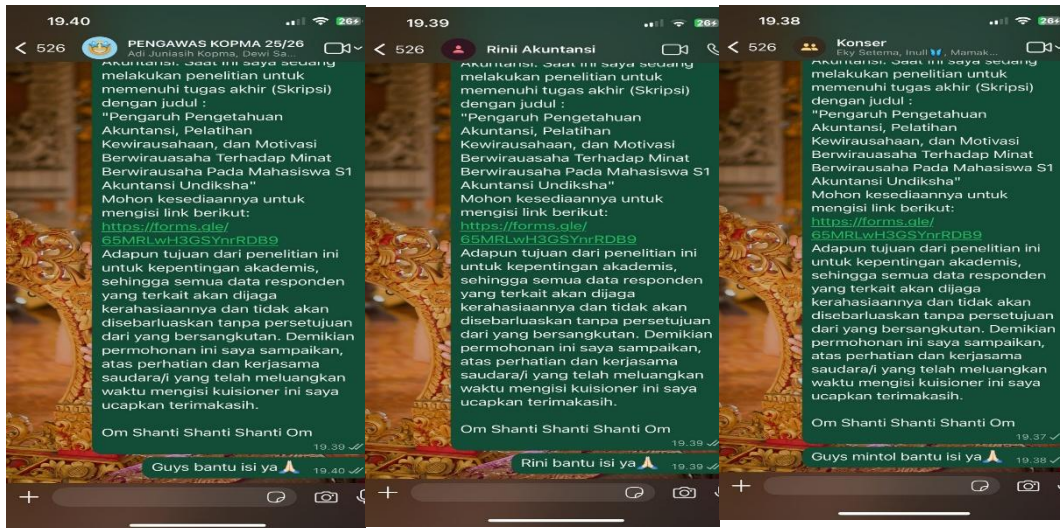 19.40
26
526
PENGAWAS KOPMA 25/26
Adi Juniasih Kopma, Dewi Sa...
Akuntansi. Saat ini saya sedang
melakukan penelitian untuk
memenuhi tugas akhir (Skripsi)
dengan judul :
"Pengaruh Pengetahuan
Akuntansi, Pelatihan
Kewirausahaan, dan Motivasi
Berwirauasaha Terhadap Minat
Berwirausaha Pada Mahasiswa S1
Akuntansi Undiksha"
Mohon kesediaannya untuk
mengisi link berikut:
https://forms.gle/
65MRLwH3GSYnrRDB9
Adapun tujuan dari penelitian ini
untuk kepentingan akademis,
sehingga semua data responden
yang terkait akan dijaga
kerahasiaannya dan tidak akan
disebarluaskan tanpa persetujuan
dari yang bersangkutan. Demikian
permohonan ini saya sampaikan,
atas perhatian dan kerjasama
saudara/i yang telah meluangkan
waktu mengisi kuisioner ini saya
ucapkan terimakasih.
Om Shanti Shanti Shanti Om
19.39
Guys bantu isi ya🙏🏻
19.40
19.39
26
526
Rinii Akuntansi
Akuntansi. Saat ini saya sedang
melakukan penelitian untuk
memenuhi tugas akhir (Skripsi)
dengan judul :
"Pengaruh Pengetahuan
Akuntansi, Pelatihan
Kewirausahaan, dan Motivasi
Berwirauasaha Terhadap Minat
Berwirausaha Pada Mahasiswa S1
Akuntansi Undiksha"
Mohon kesediaannya untuk
mengisi link berikut:
https://forms.gle/
65MRLwH3GSYnrRDB9
Adapun tujuan dari penelitian ini
untuk kepentingan akademis,
sehingga semua data responden
yang terkait akan dijaga
kerahasiaannya dan tidak akan
disebarluaskan tanpa persetujuan
dari yang bersangkutan. Demikian
permohonan ini saya sampaikan,
atas perhatian dan kerjasama
saudara/i yang telah meluangkan
waktu mengisi kuisioner ini saya
ucapkan terimakasih.
Om Shanti Shanti Shanti Om
19.39
Rini bantu isi ya🙏🏻
19.39
19.38
26
526
Konser
Eky Setema, Inull, Mamak...
Akuntansi. Saat ini saya sedang
melakukan penelitian untuk
memenuhi tugas akhir (Skripsi)
dengan judul :
"Pengaruh Pengetahuan
Akuntansi, Pelatihan
Kewirausahaan, dan Motivasi
Berwirauasaha Terhadap Minat
Berwirausaha Pada Mahasiswa S1
Akuntansi Undiksha"
Mohon kesediaannya untuk
mengisi link berikut:
https://forms.gle/
65MRLwH3GSYnrRDB9
Adapun tujuan dari penelitian ini
untuk kepentingan akademis,
sehingga semua data responden
yang terkait akan dijaga
kerahasiaannya dan tidak akan
disebarluaskan tanpa persetujuan
dari yang bersangkutan. Demikian
permohonan ini saya sampaikan,
atas perhatian dan kerjasama
saudara/i yang telah meluangkan
waktu mengisi kuisioner ini saya
ucapkan terimakasih.
Om Shanti Shanti Shanti Om
19.37
Guys mintol bantu isi ya🙏🏻
19.38